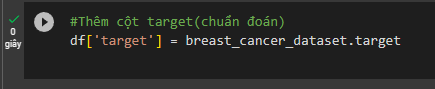 #Thêm cột target(chuẩn đoán)
0
df['target'] = breast_cancer_dataset.target
giây